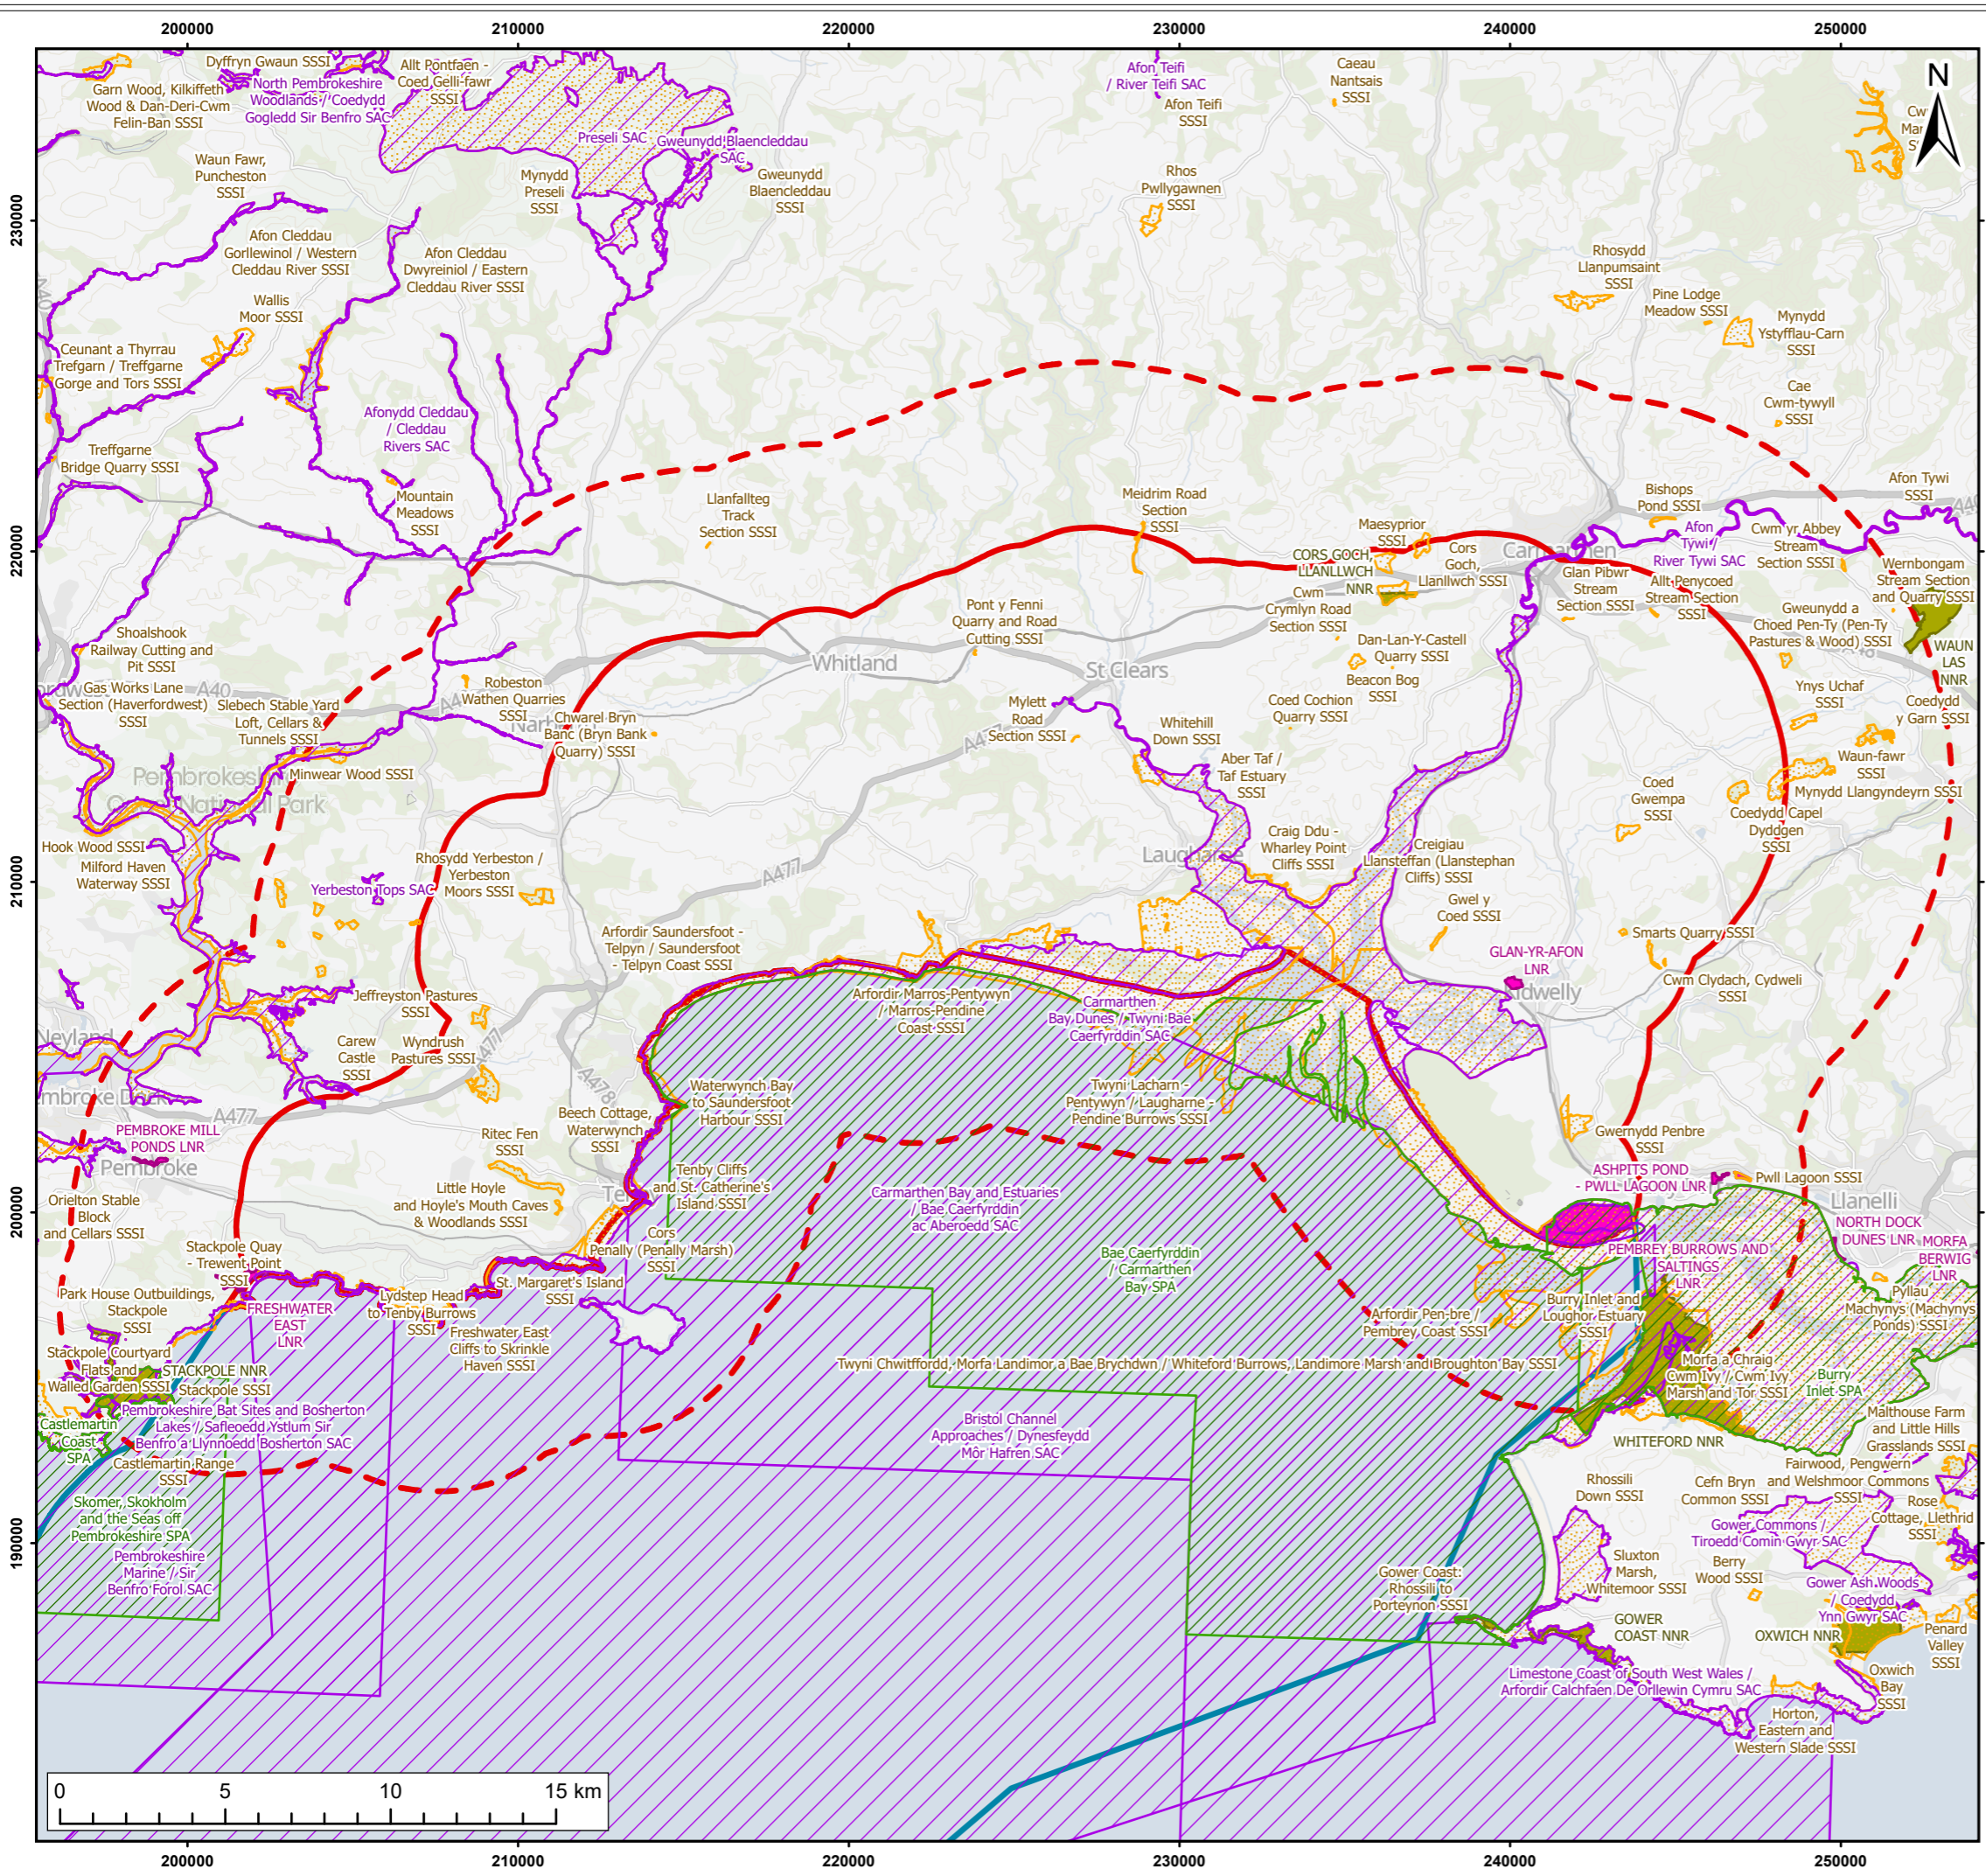 200000
210000
220000
230000
240000
250000
N
Dyffryn Gwaun SSSI
Garn Wood, Kilkiffeth
Wood & Dan-Deri-Cwm
Felin-Ban SSSI
North Pembrokeshire
Woodlands / Coedydd
Gogledd Sir Benfro SAC
Allt Pontfaen -
Coed Gelli-fawr
SSSI
Preseli SAC
Gweunydd Blaencleddau
SAC
Gweunydd
Blaencleddau
SSSI
Mynydd
Preseli
SSSI
Waun Fawr,
Puncheston
SSSI
Afon Teifi
/ River Teifi SAC
Afon Teifi
SSSI
Caeau
Nantsais
SSSI
Rhos
Pwllygawnen
SSSI
230000
Afon Cleddau
Gorllewinol / Western
Cleddau River SSSI
Afon Cleddau
Dwyreiniol / Eastern
Cleddau River SSSI
Wallis
Moor SSSI
Rhosydd
Llanpumsaint
SSSI
Pine Lodge
Meadow SSSI
Mynydd
Ystyfflau-Carn
SSSI
Ceunant a Thyrrau
Trefgarn / Treffgarne
Gorge and Tors SSSI
Cae
Cwm-tywyll
SSSI
Afonydd Cleddau
/ Cleddau
Rivers SAC
Treffgarne
Bridge Quarry SSSI
Mountain
Meadows
SSSI
Llanfallteg
Track
Section SSSI
Meidrim Road
Section
SSSI
Maesyprior
SSSI
Bishops
Pond SSSI
Afon Tywi
SSSI
220000
CORS GOCH,
LLANLLWCH
NNR
Cors
Goch,
Llanllwch SSSI
Carmarthen
Afon
Tywi /
River Tywi SAC
Cwm yr Abbey
Stream
Section SSSI
Wernbongam
Stream Section
and Quarry SSSI
Glan Pibwr
Stream
Section SSSI
Allt Penycoed
Stream Section
SSSI
Cwm
Crymlyn Road
Section SSSI
Pont y Fenni
Quarry and Road
Cutting SSSI
Gweunydd a
Choed Pen-Ty (Pen-Ty
Pastures & Wood) SSSI
WAUN
LAS
NNR
Shoalshook
Railway Cutting and
Pit SSSI
Whitland
St Clears
Dan-Lan-Y-Castell
Quarry SSSI
Beacon Bog
SSSI
Gas Works Lane
Section (Haverfordwest)
SSSI
A40
Slebech Stable Yard
Loft, Cellars &
Tunnels SSSI
Robeston
Wathen Quarries
SSSI
Chwarel Bryn
Banc (Bryn Bank
Quarry) SSSI
Mylett
Road
Section SSSI
Whitehill
Down SSSI
Coed Cochion
Quarry SSSI
Ynys Uchaf
SSSI
Coedydd
y Garn SSSI
Waun-fawr
SSSI
Minwear Wood SSSI
Aber Taf /
Taf Estuary
SSSI
Coed
Gwempa
SSSI
Mynydd Llangyndeyrn SSSI
Coedydd Capel
Dyddgen
SSSI
Hook Wood SSSI
Milford Haven
Waterway SSSI
Yerbeston Tops SAC
Rhosydd Yerbeston /
Yerbeston
Moors SSSI
A477
Laugharne
Craig Ddu -
Wharley Point
Cliffs SSSI
Creigiau
Llansteffan (Llanstephan
Cliffs) SSSI
Gwel y
Coed SSSI
210000
Arfordir Saundersfoot -
Telpyn / Saundersfoot
- Telpyn Coast SSSI
GLAN-YR-AFON
LNR
Smarts Quarry SSSI
Cwm Clydach, Cydweli
SSSI
Jeffreyston Pastures
SSSI
Arfordir Marros-Pentywyn
/ Marros-Pendine
Coast SSSI
Carmarthen
Bay Dunes / Twyni Bae
Caerfyrddin SAC
Neyland
Carew
Castle
SSSI
Wyndrush
Pastures SSSI
A477
A478
Waterwynch Bay
to Saundersfoot
Harbour SSSI
Twyni Lacharn -
Pentywyn / Laugharne -
Pendine Burrows SSSI
A477
Beech Cottage,
Waterwynch
SSSI
PEMBROKE MILL
PONDS LNR
Pembroke
Ritec Fen
SSSI
Gwernydd Penbre
SSSI
ASHPITS POND
- PWLL LAGOON LNR
Pwll Lagoon SSSI
Llanelli
Orielton Stable
Block
and Cellars SSSI
Little Hoyle
and Hoyle's Mouth Caves
& Woodlands SSSI
Tenby Cliffs
and St. Catherine's
Island SSSI
Carmarthen Bay and Estuaries
/ Bae Caerfyrddin
ac Aberoedd SAC
NORTH DOCK
DUNES LNR
MORFA
BERWIG
LNR
200000
Cors
Penally (Penally Marsh)
SSSI
Bae Caerfyrddin
/ Carmarthen
Bay SPA
PEMBREY BURROWS AND
SALTINGS
LNR
Stackpole Quay
- Trewent Point
SSSI
St. Margaret's Island
SSSI
Park House Outbuildings,
Stackpole
SSSI
FRESHWATER
EAST
LNR
Lydstep Head
to Tenby Burrows
SSSI
Freshwater East
Cliffs to Skrinkle
Haven SSSI
Arfordir Pen-bre /
Pembrey Coast SSSI
Burry Inlet and
Loughor Estuary
SSSI
Pyllau
Machynys (Machynys
Ponds) SSSI
Stackpole Courtyard
Flats and
Walled Garden SSSI
STACKPOLE NNR
Stackpole SSSI
Twyni Chwitffordd, Morfa Landimor a Bae Brychdwn / Whiteford Burrows, Landimore Marsh and Broughton Bay SSSI
Morfa a Chraig
Cwm Ivy / Cwm Ivy
Marsh and Tor SSSI
Burry
Inlet SPA
Castlemartin
Coast
SPA
Pembrokeshire Bat Sites and Bosherton
Lakes / Safleoedd Ystlum Sir
Benfro a Llynnoedd Bosherton SAC
Castlemartin Range
SSSI
Bristol Channel
Approaches / Dynesfeydd
Môr Hafren SAC
WHITEFORD NNR
Malthouse Farm
and Little Hills
Grasslands SSSI
Skomer, Skokholm
and the Seas off
Pembrokeshire SPA
Rhossili
Down SSSI
Cefn Bryn
Common SSSI
Fairwood, Pengwern
and Welshmoor Commons
SSSI
Rose
Cottage, Llethrid
SSSI
190000
Pembrokeshire
Marine / Sir
Benfro Forol SAC
Gower Commons /
Tiroedd Comin Gwyr SAC
Gower Coast:
Rhossili to
Porteynon SSSI
Sluxton
Marsh,
Whitemoor SSSI
Berry
Wood SSSI
Gower Ash Woods
/ Coedydd
Ynn Gwyr SAC
GOWER
COAST NNR
OXWICH NNR
Penard
Valley
SSSI
Limestone Coast of South West Wales /
Arfordir Calchfaen De Orllewin Cymru SAC
Oxwich
Bay
SSSI
Horton,
Eastern and
Western Slade SSSI
0
5
10
15 km
200000
210000
220000
230000
240000
250000